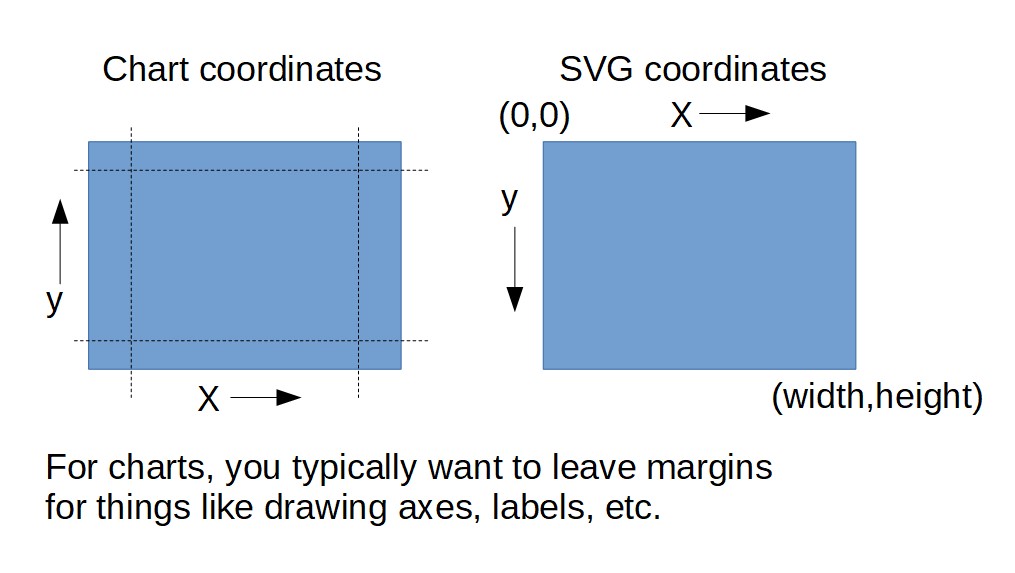 Chart coordinates
SVG coordinates
(0,0)
X
y
y
X
(width,height)
For charts, you typically want to leave margins
for things like drawing axes, labels, etc.